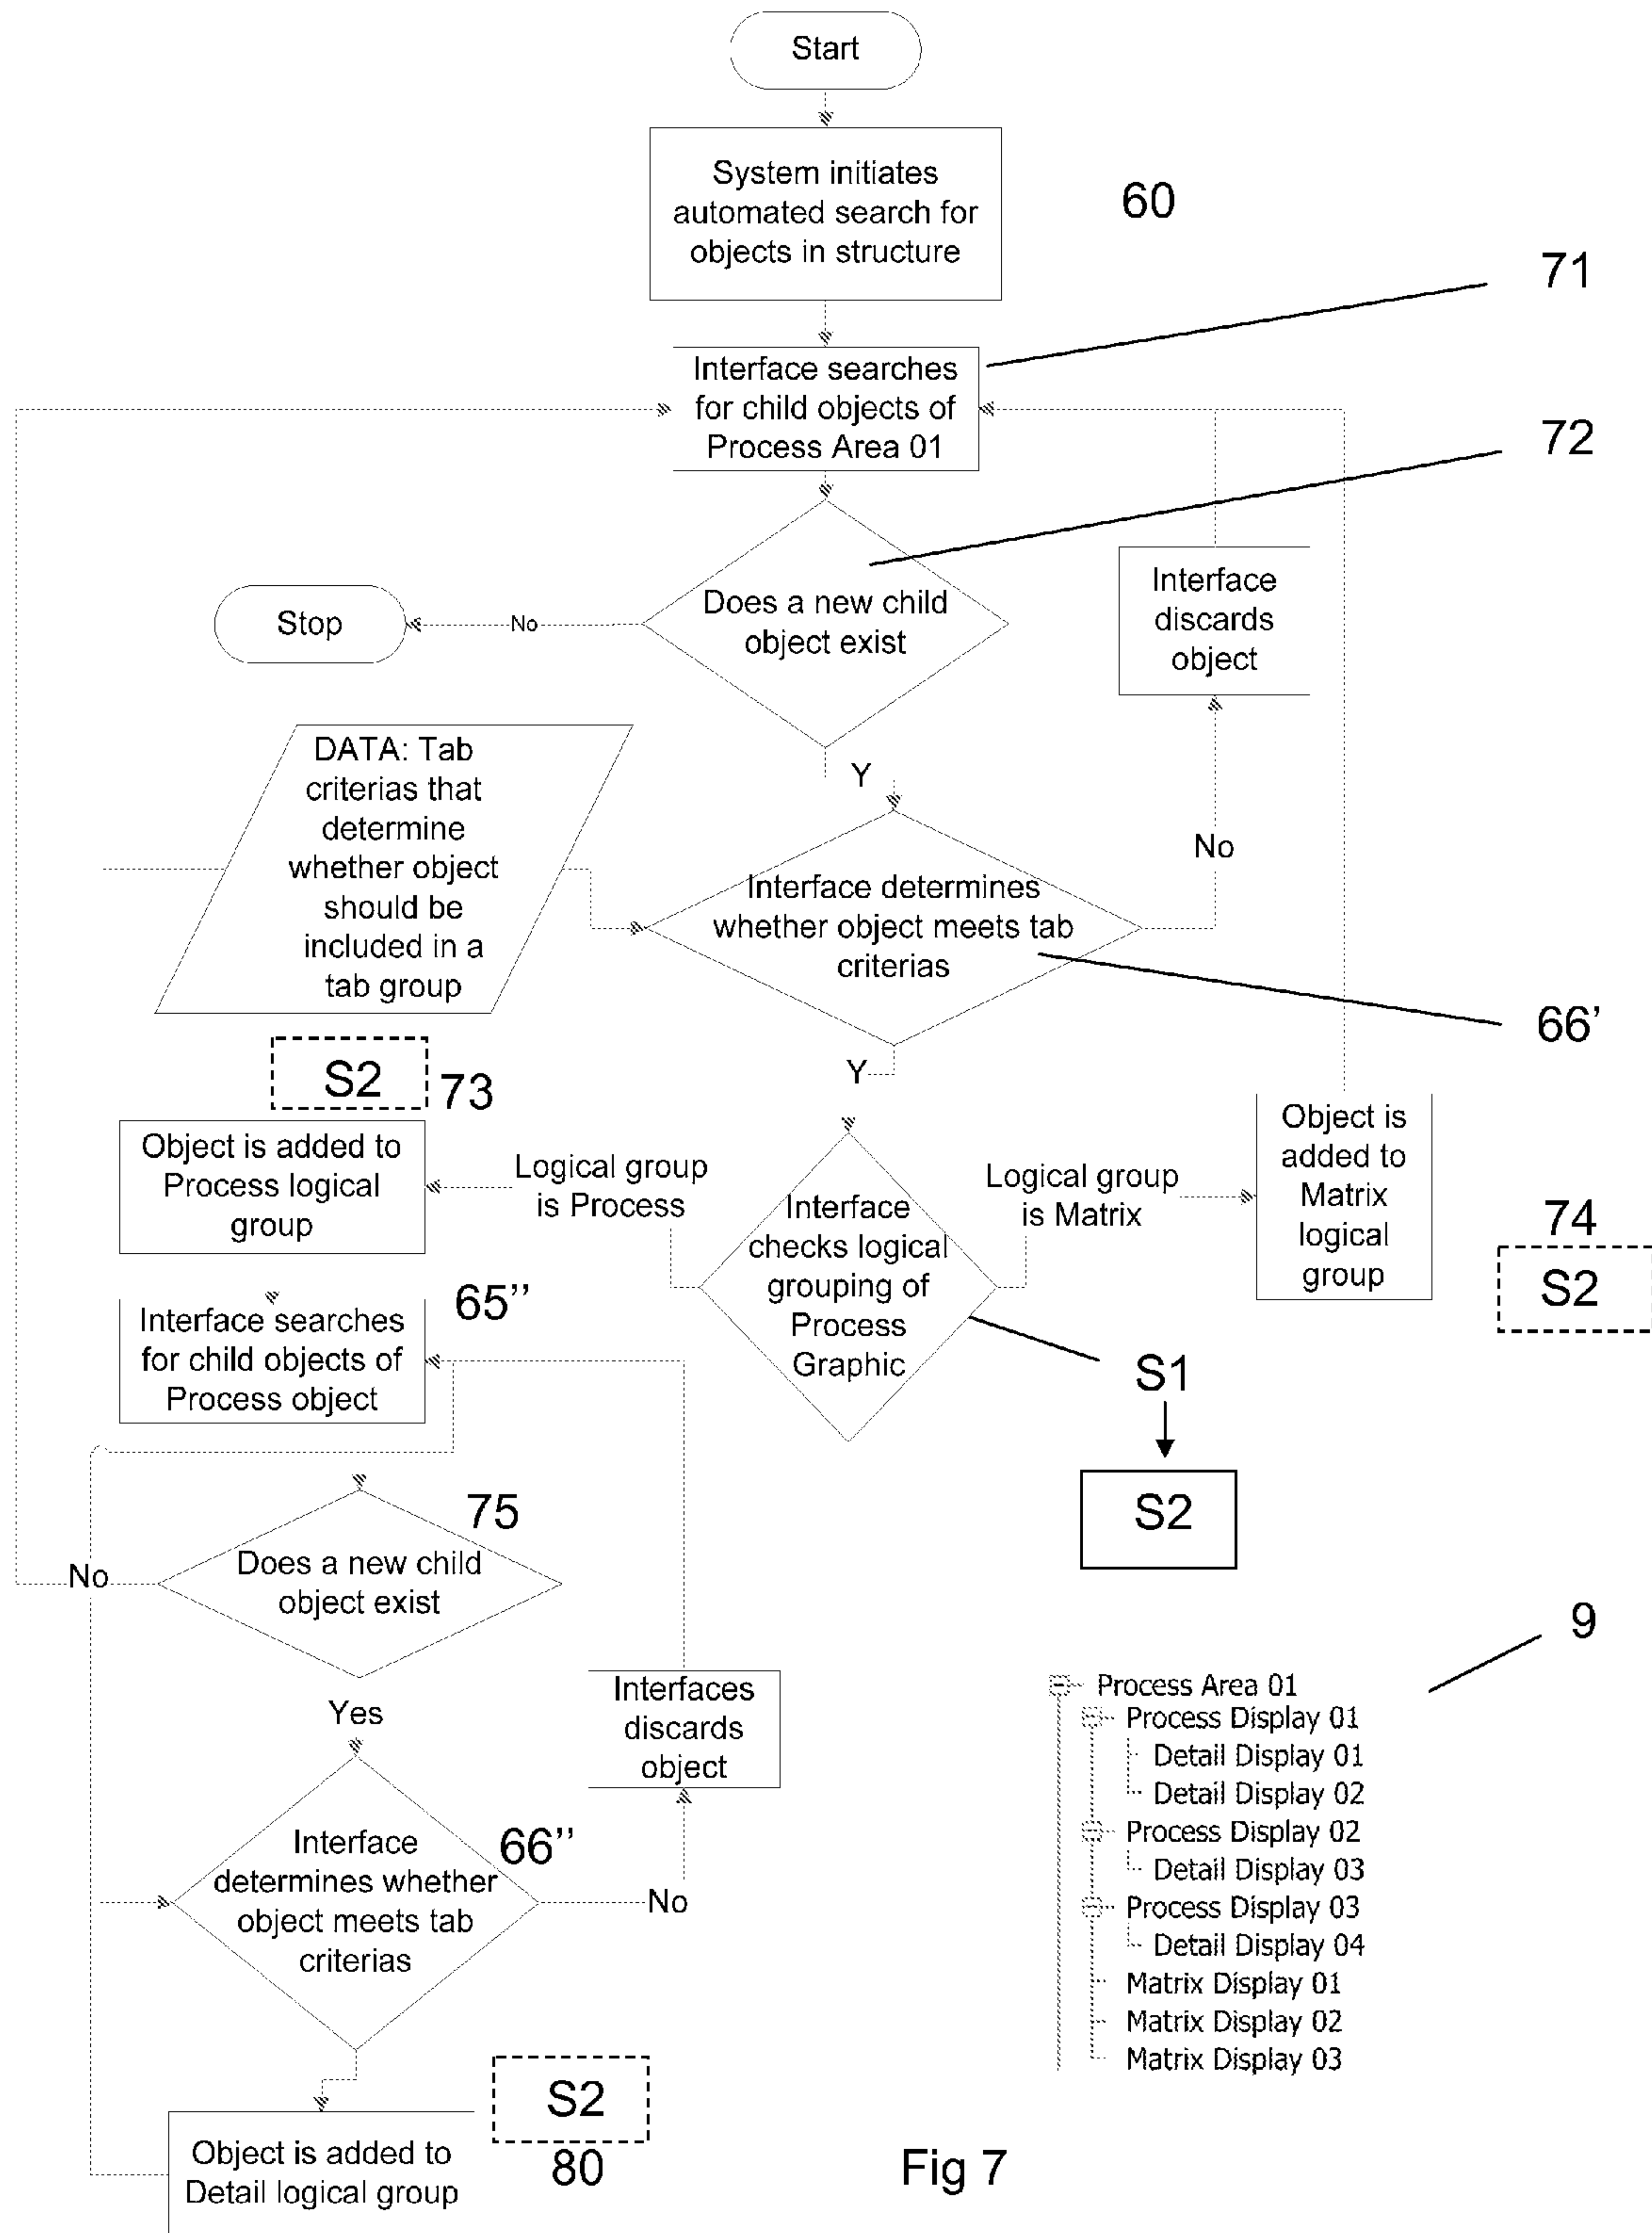 Start
System initiates
automated search for
objects in structure
60
71
Interface searches
for child objects of
Process Area 01
72
Does a new child
object exist
No
Stop
Interface
discards
object
Y
DATA: Tab
criterias that
determine
whether object
should be
included in a
tab group
Interface determines
whether object meets tab
criterias
No
66’
Y
S2
73
Object is added to
Process logical
group
Logical group
is Process
Interface
checks logical
grouping of
Process
Graphic
Logical group
is Matrix
Object is
added to
Matrix
logical
group
74
S2
65’’
Interface searches
for child objects of
Process object
S1
S2
75
Does a new child
object exist
No
Yes
Interfaces
discards
object
9
Process Area 01
Process Display 01
Detail Display 01
Detail Display 02
Process Display 02
Detail Display 03
Process Display 03
Detail Display 04
Matrix Display 01
Matrix Display 02
Matrix Display 03
66’’
Interface
determines whether
object meets tab
criterias
No
S2
80
Object is added to
Detail logical group
Fig 7